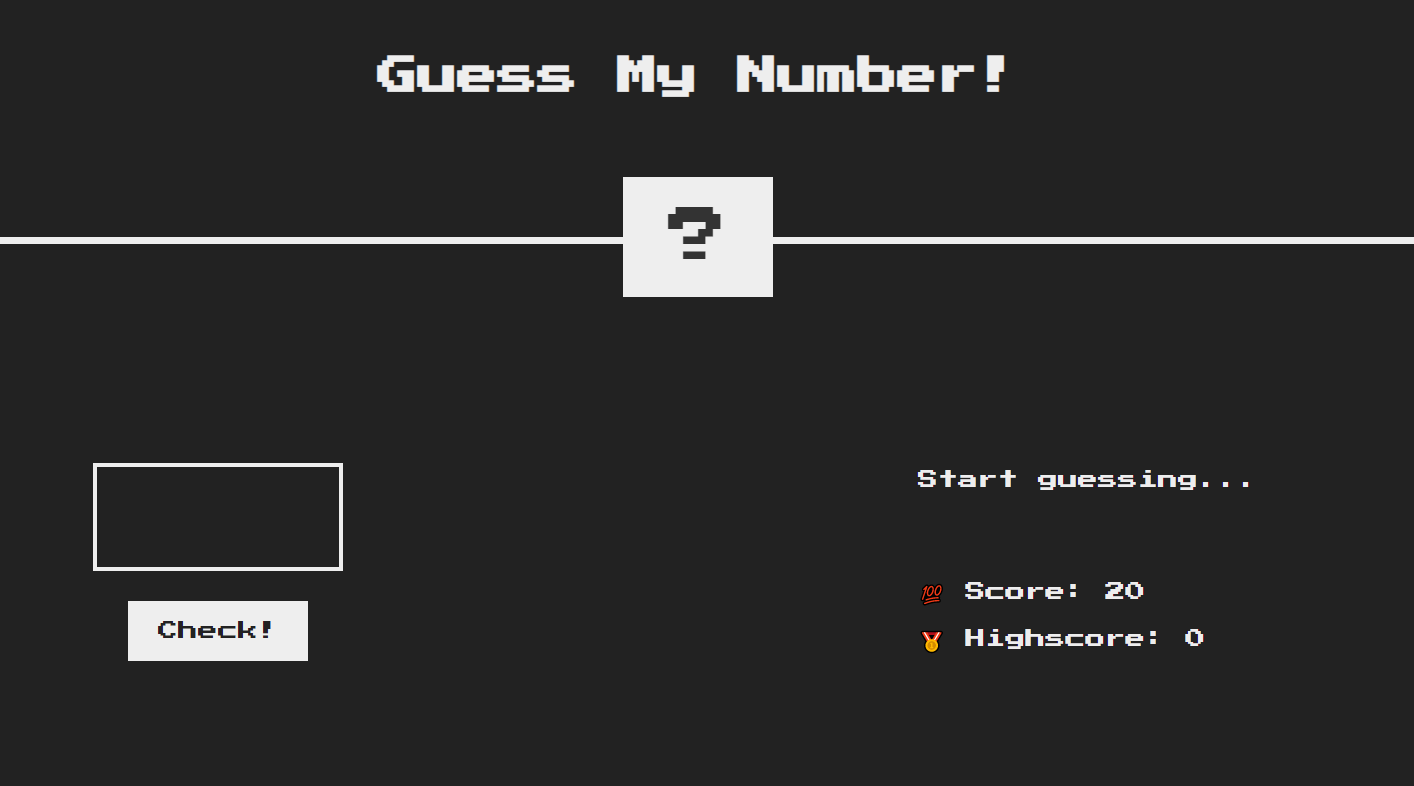 Guess My Number!
?
Start guessing...
💯 Score: 20
Check!
🥇 Highscore: 0